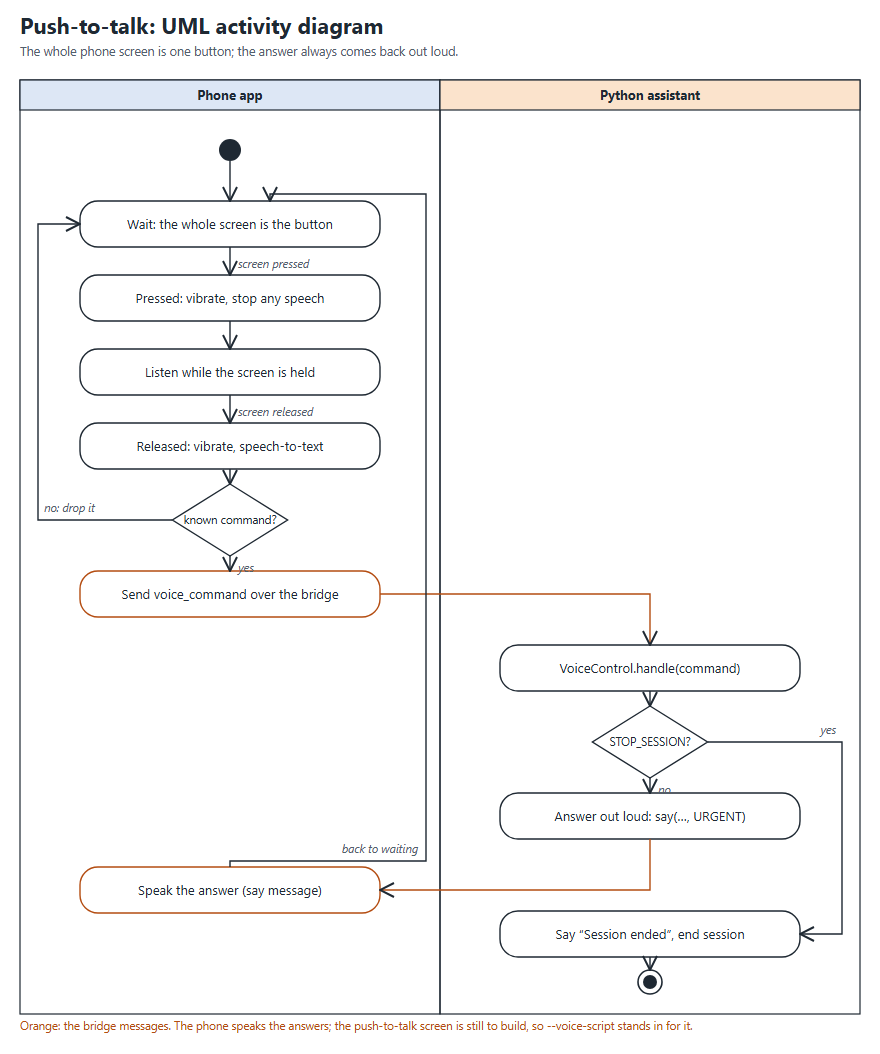 Push-to-talk: UML activity diagram
The whole phone screen is one button; the answer always comes back out loud.
Phone app
Python assistant
Wait: the whole screen is the button
screen pressed
Pressed: vibrate, stop any speech
Listen while the screen is held
screen released
Released: vibrate, speech-to-text
no: drop it
known command?
yes
Send voice_command over the bridge
VoiceControl.handle(command)
yes
STOP_SESSION?
no
Answer out loud: say(..., URGENT)
back to waiting
Speak the answer (say message)
Say “Session ended”, end session
Orange: the bridge messages. The phone speaks the answers; the push-to-talk screen is still to build, so --voice-script stands in for it.